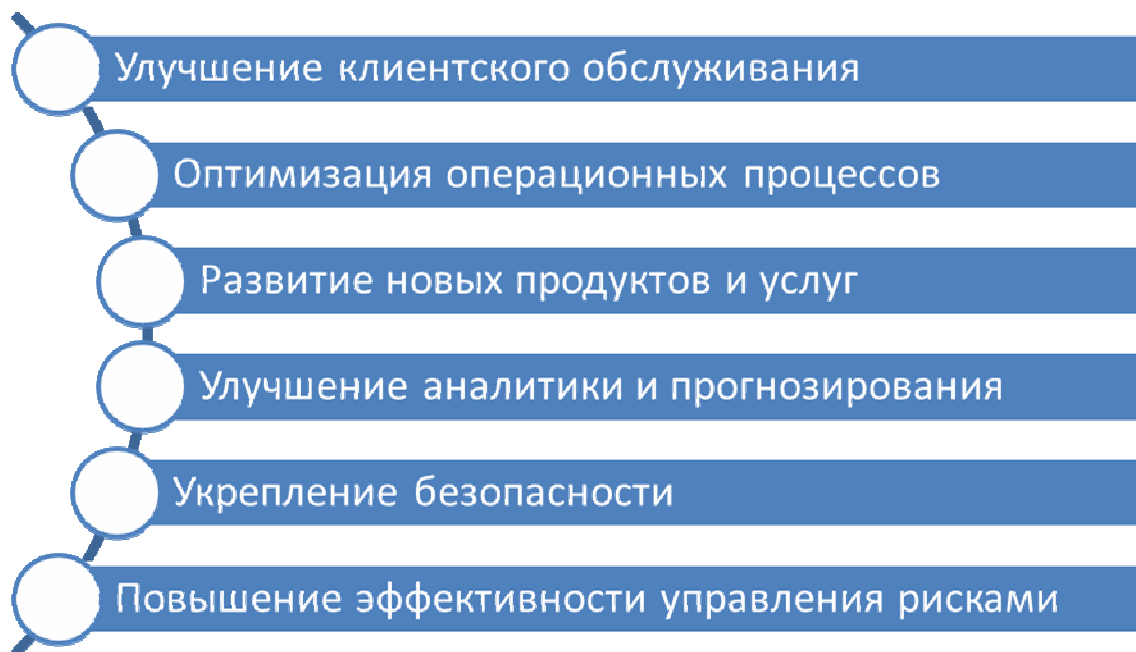 Улучшение клиентского обслуживания
Оптимизация операционных процессов
Развитие новых продуктов и услуг
Улучшение аналитики и прогнозирования
Укрепление безопасности
Повышение эффективности управления рисками